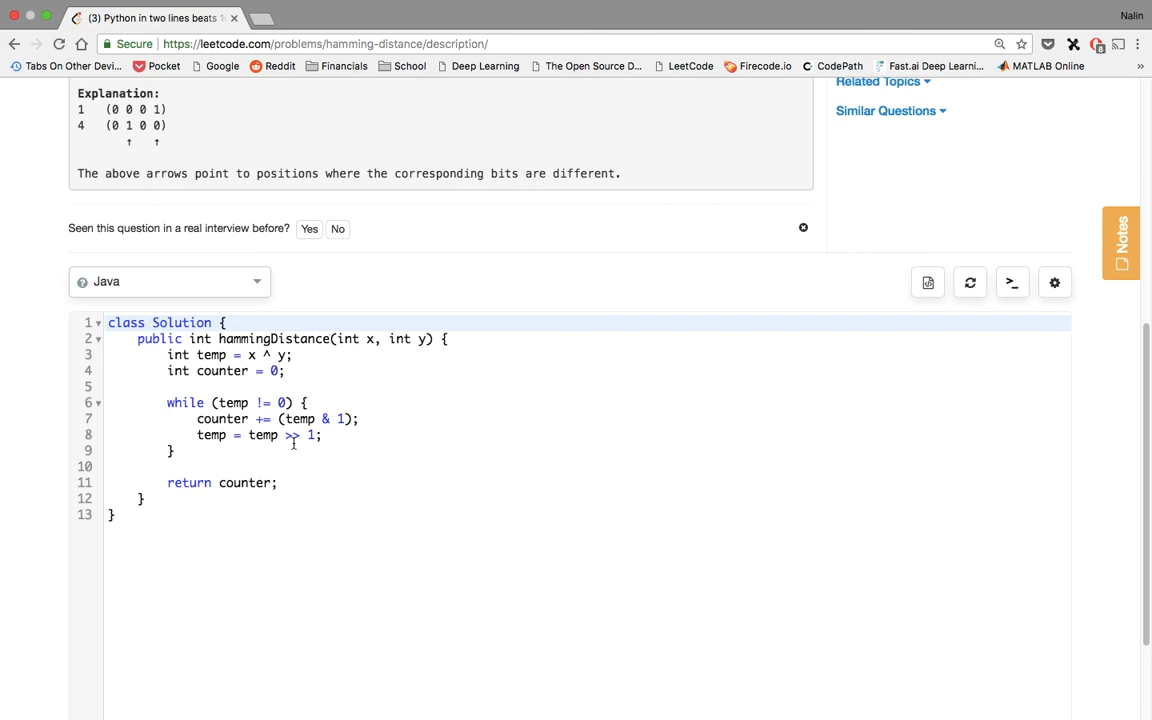 (3) Python in two lines beats 1
Nalin
Secure | https://leetcode.com/problems/hamming-distance/description/
8
Tabs On Other Devi... Pocket Google Reddit Financials School Deep Learning The Open Source D... LeetCode Firecode.io CodePath Fast.ai Deep Learni... MATLAB Online »
Related Topics
Similar Questions
Explanation:
1   (0 0 0 1)
4   (0 1 0 0)
↑   ↑
The above arrows point to positions where the corresponding bits are different.
Seen this question in a real interview before? Yes No
Notes
Java
1 class Solution {
2     public int hammingDistance(int x, int y) {
3         int temp = x ^ y;
4         int counter = 0;
5
6         while (temp != 0) {
7             counter += (temp & 1);
8             temp = temp >> 1;
9         }
10
11         return counter;
12     }
13 }